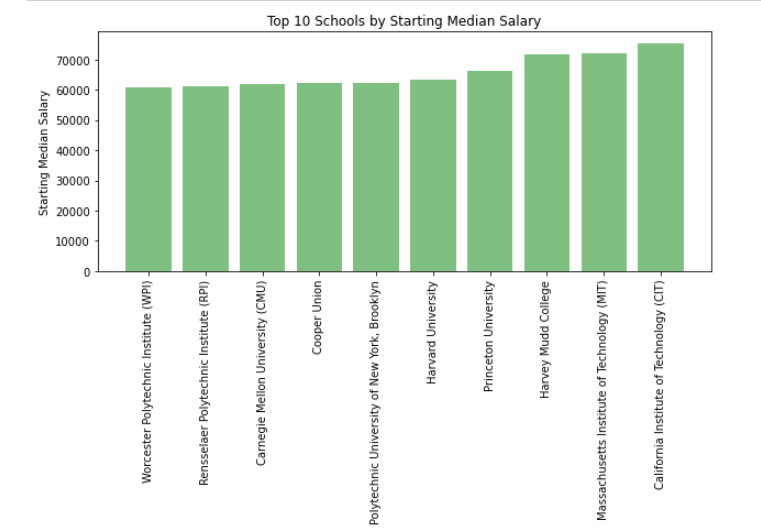 Top 10 Schools by Starting Median Salary
Starting Median Salary
70000
60000
50000
40000
30000
20000
10000
0
Worcester Polytechnic Institute (WPI)
Rensselaer Polytechnic Institute (RPI)
Carnegie Mellon University (CMU)
Cooper Union
Polytechnic University of New York, Brooklyn
Harvard University
Princeton University
Harvey Mudd College
Massachusetts Institute of Technology (MIT)
California Institute of Technology (CIT)